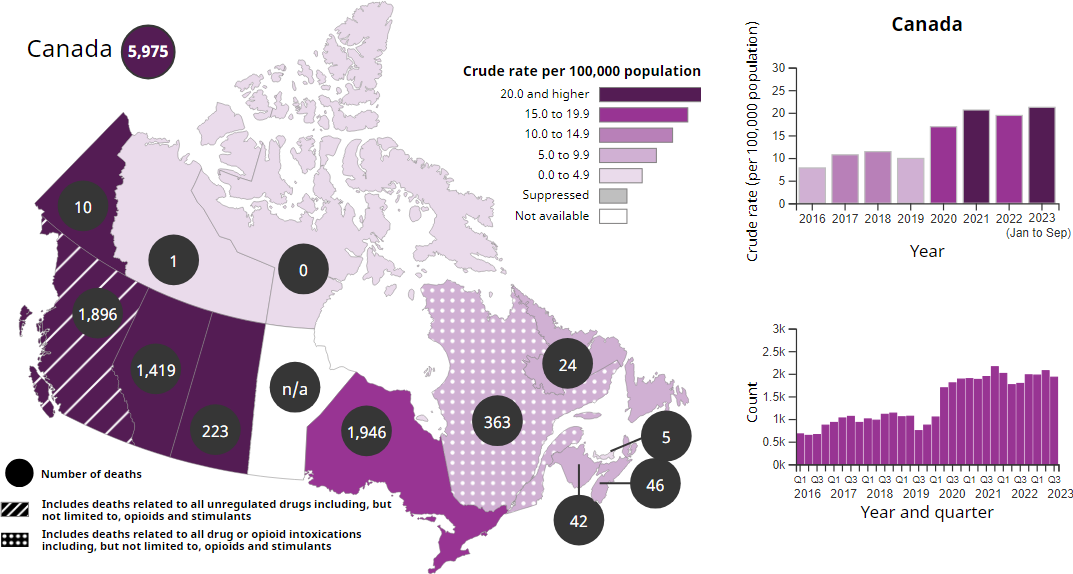 Canada 5,975
Crude rate per 100,000 population
20.0 and higher
15.0 to 19.9
10.0 to 14.9
5.0 to 9.9
0.0 to 4.9
Suppressed
Not available
10
1
0
1,896
1,419
223
n/a
1,946
363
24
5
46
42
Number of deaths
Includes deaths related to all unregulated drugs including, but
not limited to, opioids and stimulants
Includes deaths related to all drug or opioid intoxications
including, but not limited to, opioids and stimulants
Canada
Crude rate (per 100,000 population)
30
25
20
15
10
5
0
2016 2017 2018 2019 2020 2021 2022 2023
(Jan to Sep)
Year
Count
3k
2.5k
2k
1.5k
1k
0.5k
0k
Q1 Q3 Q1 Q3 Q1 Q3 Q1 Q3 Q1 Q3 Q1 Q3 Q1 Q3 Q1 Q3
2016 2017 2018 2019 2020 2021 2022 2023
Year and quarter